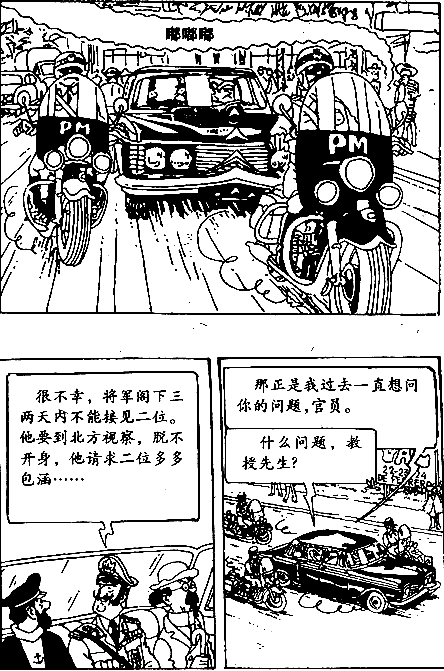 嘟嘟嘟
PM
PM
很不幸，将军阁下三
两天内不能接见二位。
他要到北方视察，脱不
开身，他请求二位多多
包涵……
那正是我过去一直想问
你的问题，官员。
什么问题，教
授先生？